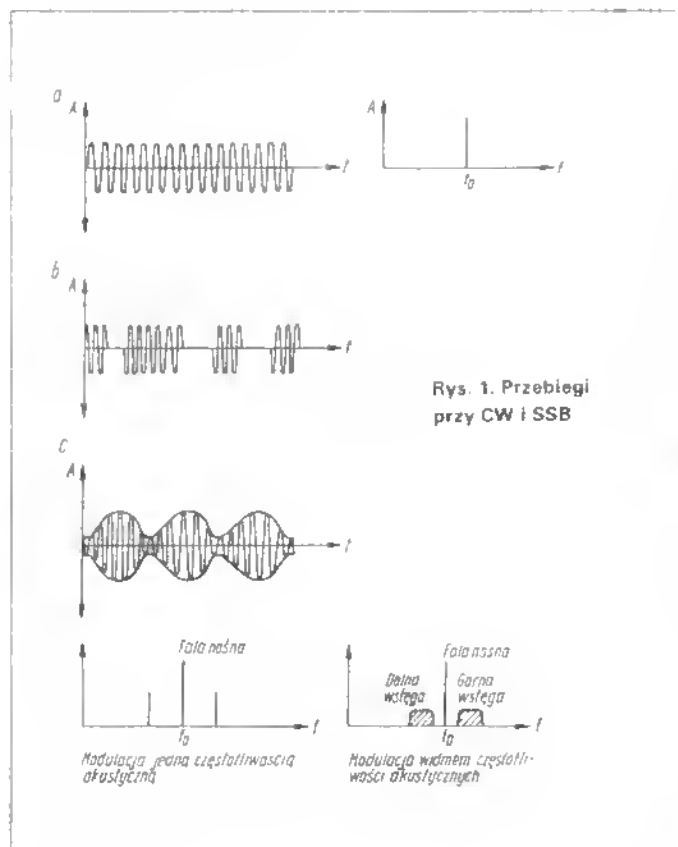 a
A
t
A
f₀
f
b
A
t
Rys. 1. Przebiegi
przy CW i SSB
c
A
t
Fala nośna
f₀
f
Modulacja jedną częstotliwością
akustyczną
Fala nośna
Dolna
wstęga
Górna
wstęga
f₀
f
Modulacja widmem częstotli-
wości akustycznych